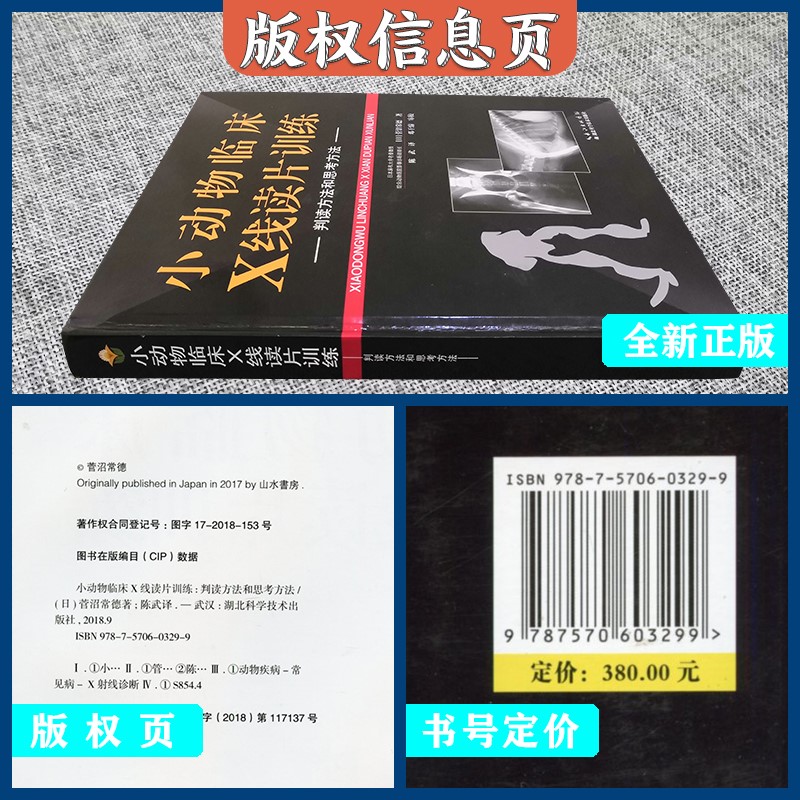 版权信息页
小动物临床
X线读片训练
判读方法和思考方法
XIAODONGWU LINCHUANG X XIAN DUPIAN XUNLIAN
小动物临床X线读片训练
判读方法和思考方法
全新正版
© 菅沼常德
Originally published in Japan in 2017 by 山水書房.
著作权合同登记号:图字 17-2018-153 号
图书在版编目(CIP)数据
小动物临床 X 线读片训练:判读方法和思考方法/
(日)菅沼常德著;陈武译.—武汉:湖北科学技术出
版社,2018.9
ISBN 978-7-5706-0329-9
Ⅰ.①小… Ⅱ.①管… ②陈… Ⅲ.①动物疾病-常
见病-X 射线诊断 Ⅳ.①S854.4
字(2018)第 117137 号
版权页
ISBN 978-7-5706-0329-9
9 787570 603299 >
定价:380.00 元
书号定价